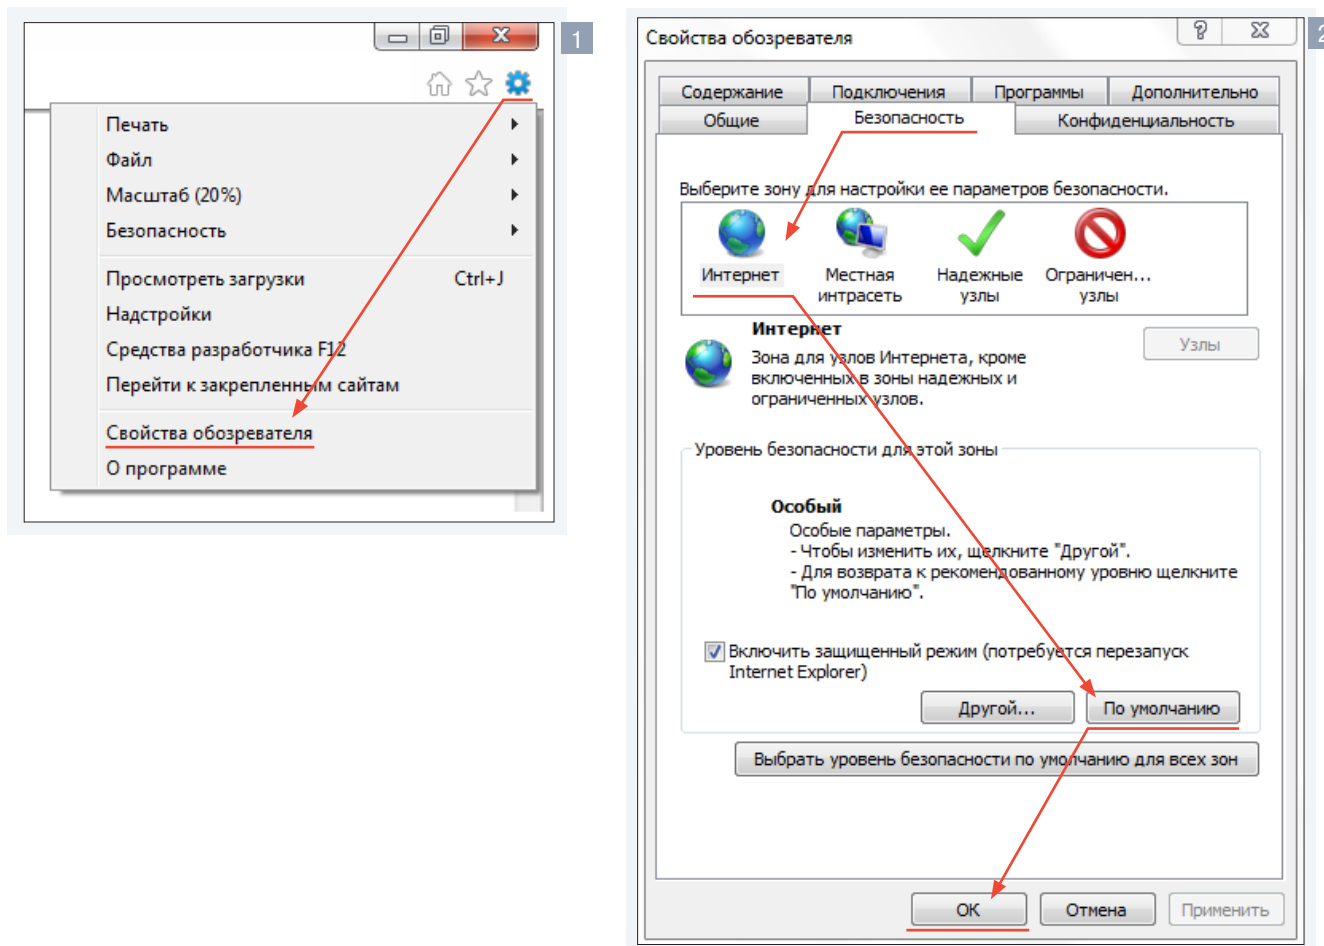 1
Печать
Файл
Масштаб (20%)
Безопасность
Просмотреть загрузки Ctrl+J
Надстройки
Средства разработчика F12
Перейти к закрепленным сайтам
Свойства обозревателя
О программе
2
Свойства обозревателя
Содержание Подключения Программы Дополнительно
Общие Безопасность Конфиденциальность
Выберите зону для настройки ее параметров безопасности.
Интернет
Местная
интрасеть
Надежные
узлы
Ограничен...
узлы
Интернет
Узлы
Зона для узлов Интернета, кроме
включенных в зоны надежных и
ограниченных узлов.
Уровень безопасности для этой зоны
Особый
Особые параметры.
- Чтобы изменить их, щелкните "Другой".
- Для возврата к рекомендованному уровню щелкните
"По умолчанию".
Включить защищенный режим (потребуется перезапуск
Internet Explorer)
Другой... По умолчанию
Выбрать уровень безопасности по умолчанию для всех зон
ОК Отмена Применить